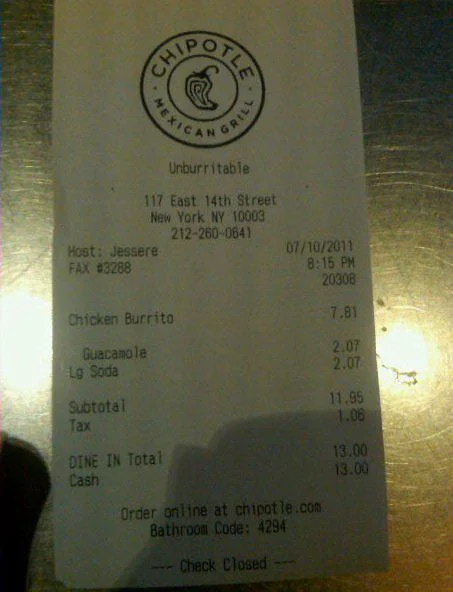 CHIPOTLE
MEXICAN GRILL
Unburritable
117 East 14th Street
New York NY 10003
212-260-0641
Host: Jessere 07/10/2011
FAX #3288 8:15 PM
20308
Chicken Burrito 7.81
Guacamole 2.07
Lg Soda 2.07
Subtotal 11.95
Tax 1.06
DINE IN Total 13.00
Cash 13.00
Order online at chipotle.com
Bathroom Code: 4294
--- Check Closed ---